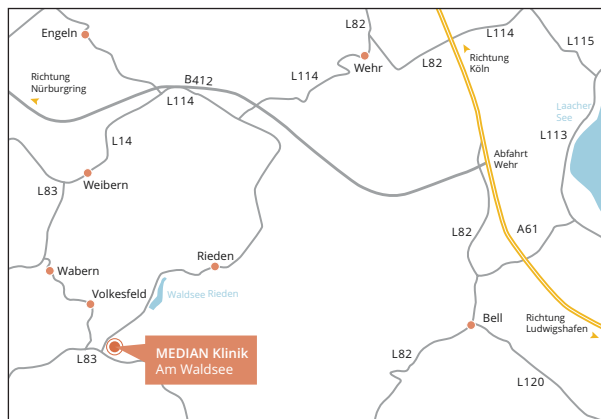 Engeln
L82
L114
L115
Wehr
L82
Richtung
Köln
Richtung
Nürburgring
B412
L114
L114
Laacher
See
L14
L113
Abfahrt
Wehr
Weibern
L83
L82
A61
Rieden
Wabern
Volkesfeld
Waldsee Rieden
Bell
Richtung
Ludwigshafen
MEDIAN Klinik
Am Waldsee
L83
L82
L120